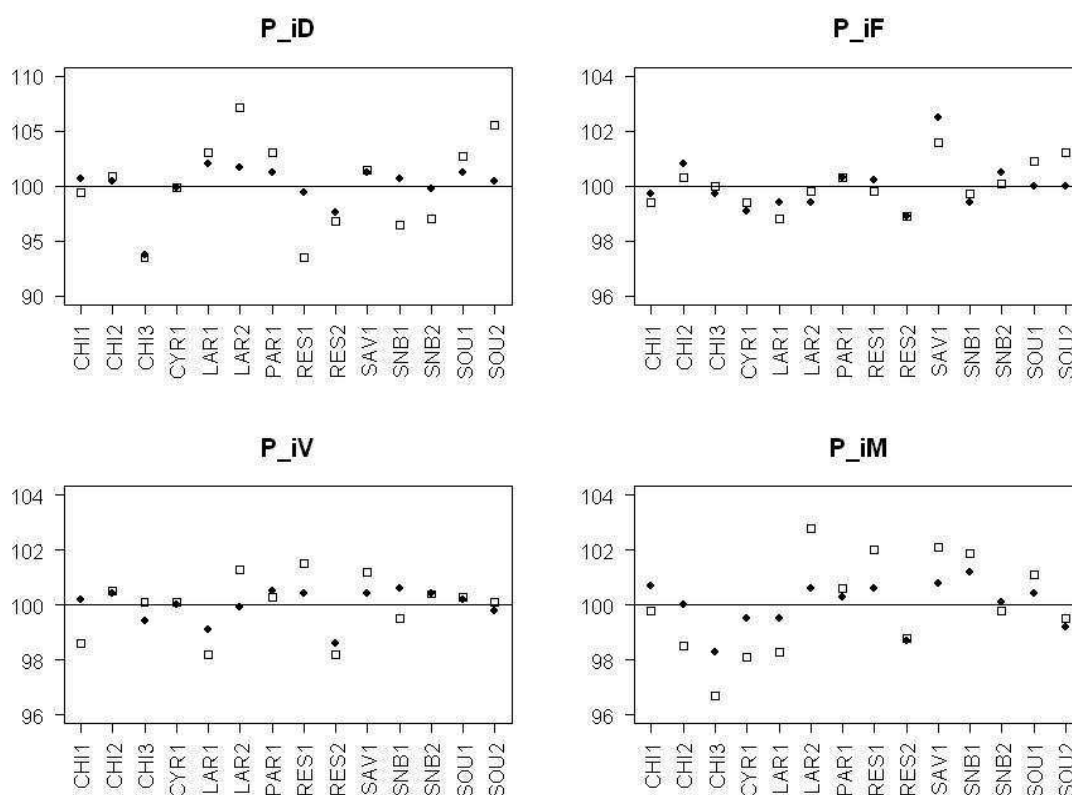 P_iD
110
105
100
95
90
CHI1
CHI2
CHI3
CYR1
LAR1
LAR2
PAR1
RES1
RES2
SAV1
SNB1
SNB2
SOU1
SOU2
P_iF
104
102
100
98
96
CHI1
CHI2
CHI3
CYR1
LAR1
LAR2
PAR1
RES1
RES2
SAV1
SNB1
SNB2
SOU1
SOU2
P_iV
104
102
100
98
96
CHI1
CHI2
CHI3
CYR1
LAR1
LAR2
PAR1
RES1
RES2
SAV1
SNB1
SNB2
SOU1
SOU2
P_iM
104
102
100
98
96
CHI1
CHI2
CHI3
CYR1
LAR1
LAR2
PAR1
RES1
RES2
SAV1
SNB1
SNB2
SOU1
SOU2